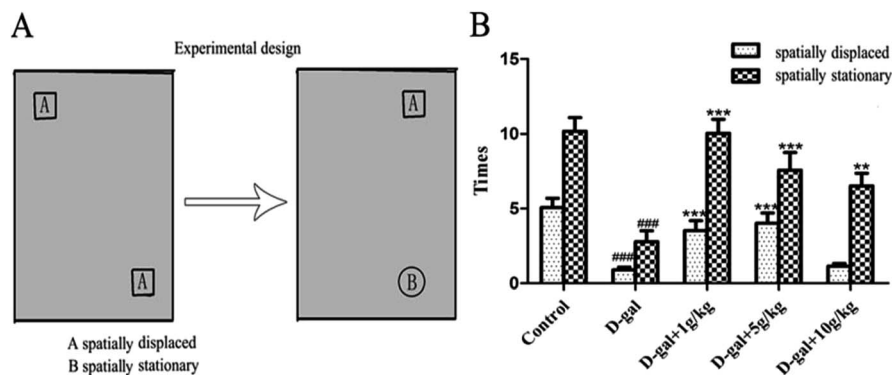 A
Experimental design
A
A
A
B
A spatially displaced
B spatially stationary
B
spatially displaced
spatially stationary
15
10
5
0
Times
###
###
***
***
***
***
**
Control
D-gal
D-gal+1g/kg
D-gal+5g/kg
D-gal+10g/kg